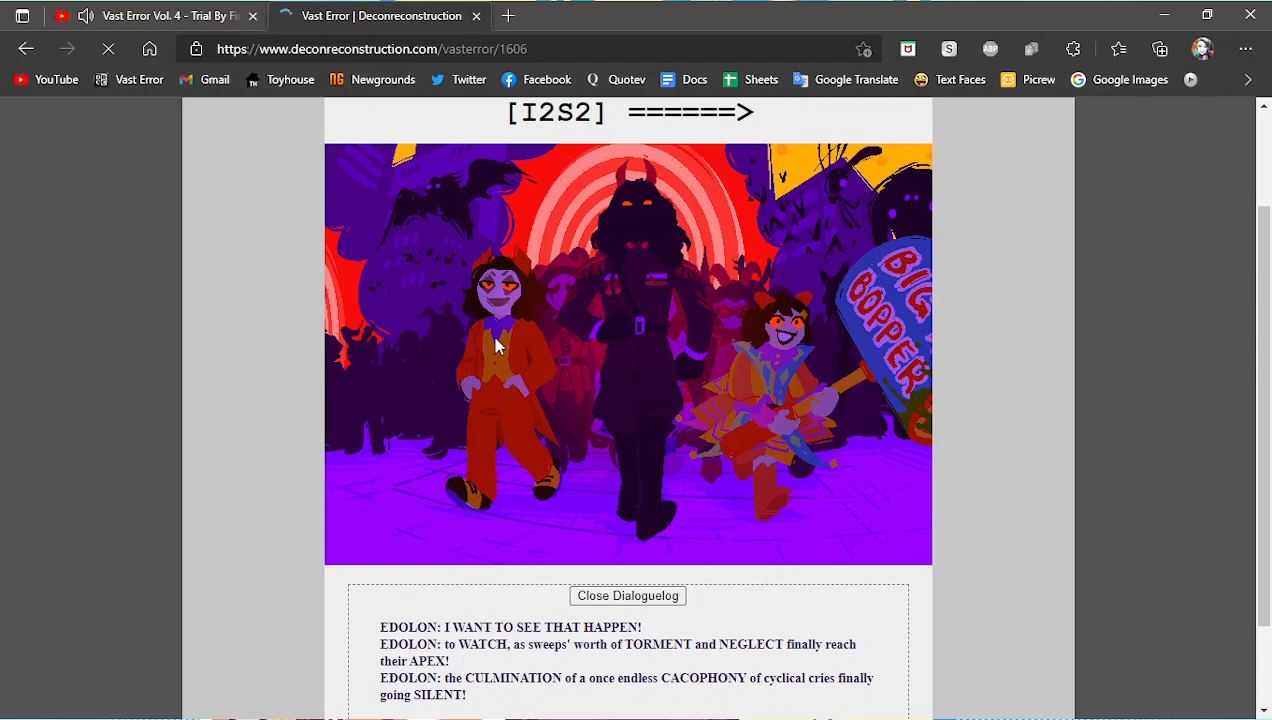 Vast Error Vol. 4 - Trial By Fi
Vast Error | Deconreconstruction
https://www.deconreconstruction.com/vasterror/1606
S
ABP
YouTube
Vast Error
Gmail
Toyhouse
NG Newgrounds
Twitter
Facebook
Q Quotev
Docs
Sheets
Google Translate
Text Faces
Picrew
Google Images
[I2S2] ======>
BIG
BOPPER
Close Dialoguelog
EDOLON: I WANT TO SEE THAT HAPPEN!
EDOLON: to WATCH, as sweeps' worth of TORMENT and NEGLECT finally reach
their APEX!
EDOLON: the CULMINATION of a once endless CACOPHONY of cyclical cries finally
going SILENT!